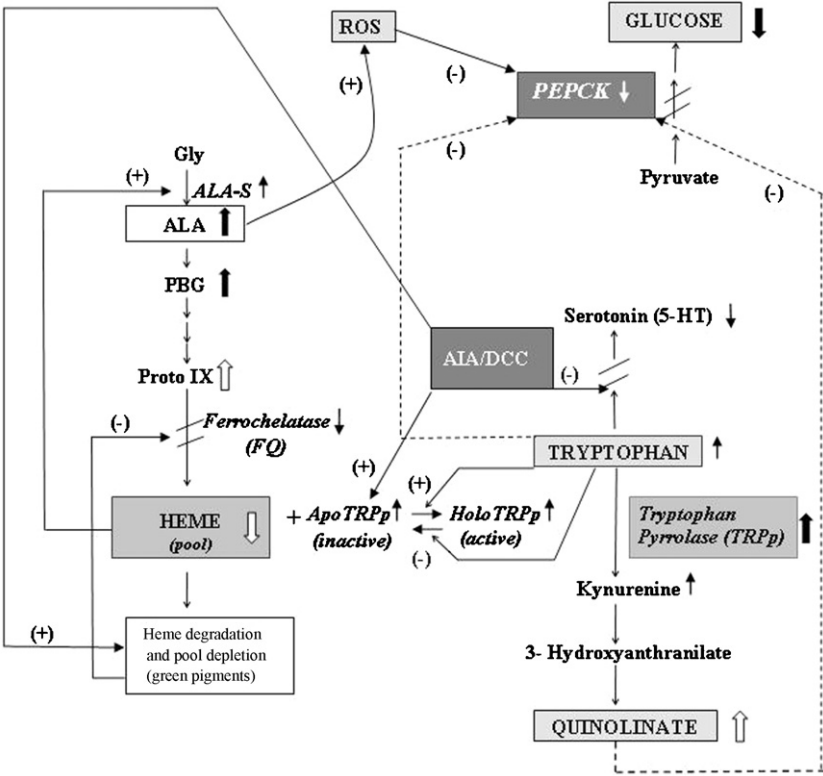 ROS
GLUCOSE
(+)
(-)
PEPCK
(-)
Pyruvate
(-)
Gly
(+)
ALA-S
ALA
PBG
Proto IX
(-)
Ferrochelatase
(FQ)
HEME
(pool)
Heme degradation
and pool depletion
(green pigments)
(+)
AIA/DCC
(-)
Serotonin (5-HT)
(+)
TRYPTOPHAN
(+)
+ ApoTRPp
(inactive)
HoloTRPp
(active)
(-)
Tryptophan
Pyrrolase (TRPp)
Kynurenine
3- Hydroxyanthranilate
QUINOLINATE